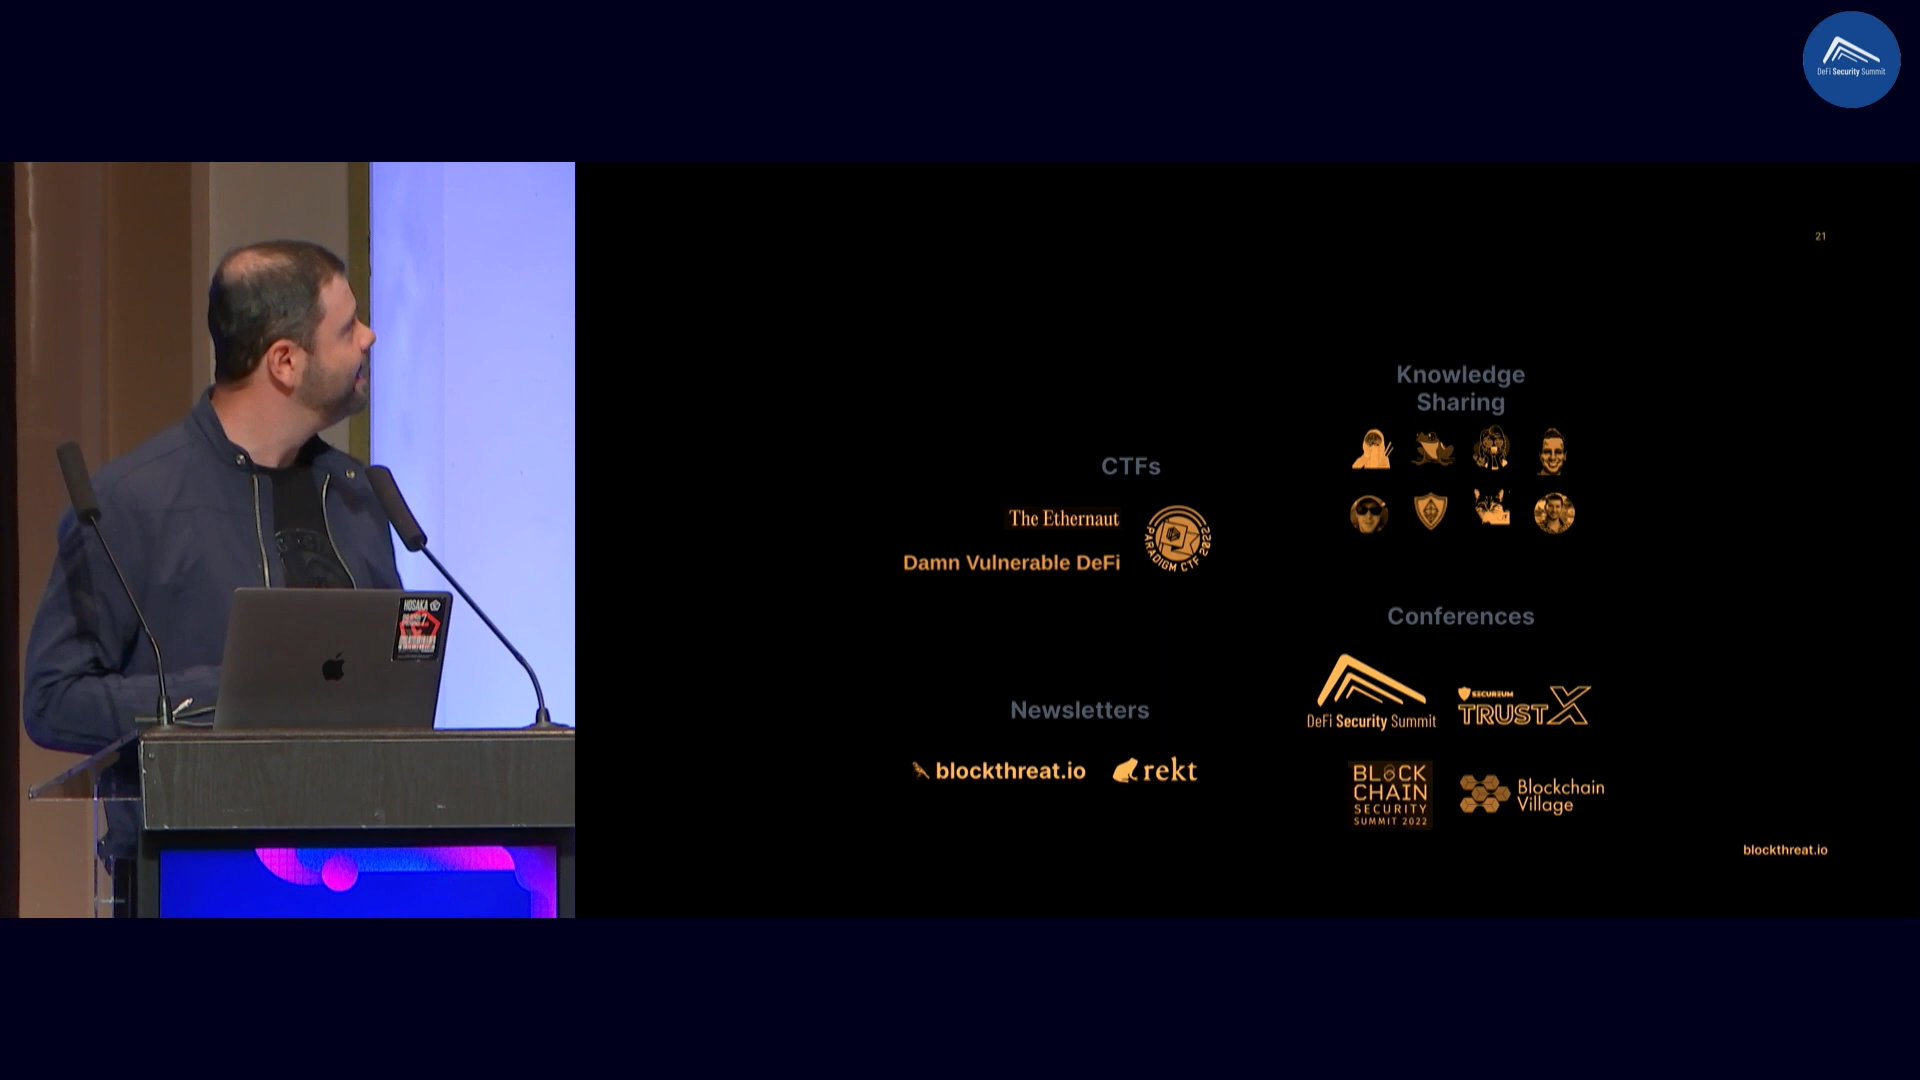 DeFi Security Summit
21
Knowledge
Sharing
CTFs
The Ethernaut
Damn Vulnerable DeFi
PARADIGM CTF 2022
Conferences
DeFi Security Summit
SECUREUM
TRUSTX
BLOCK
CHAIN
SECURITY
SUMMIT 2022
Blockchain
Village
Newsletters
blockthreat.io
rekt
blockthreat.io
HOSAKA